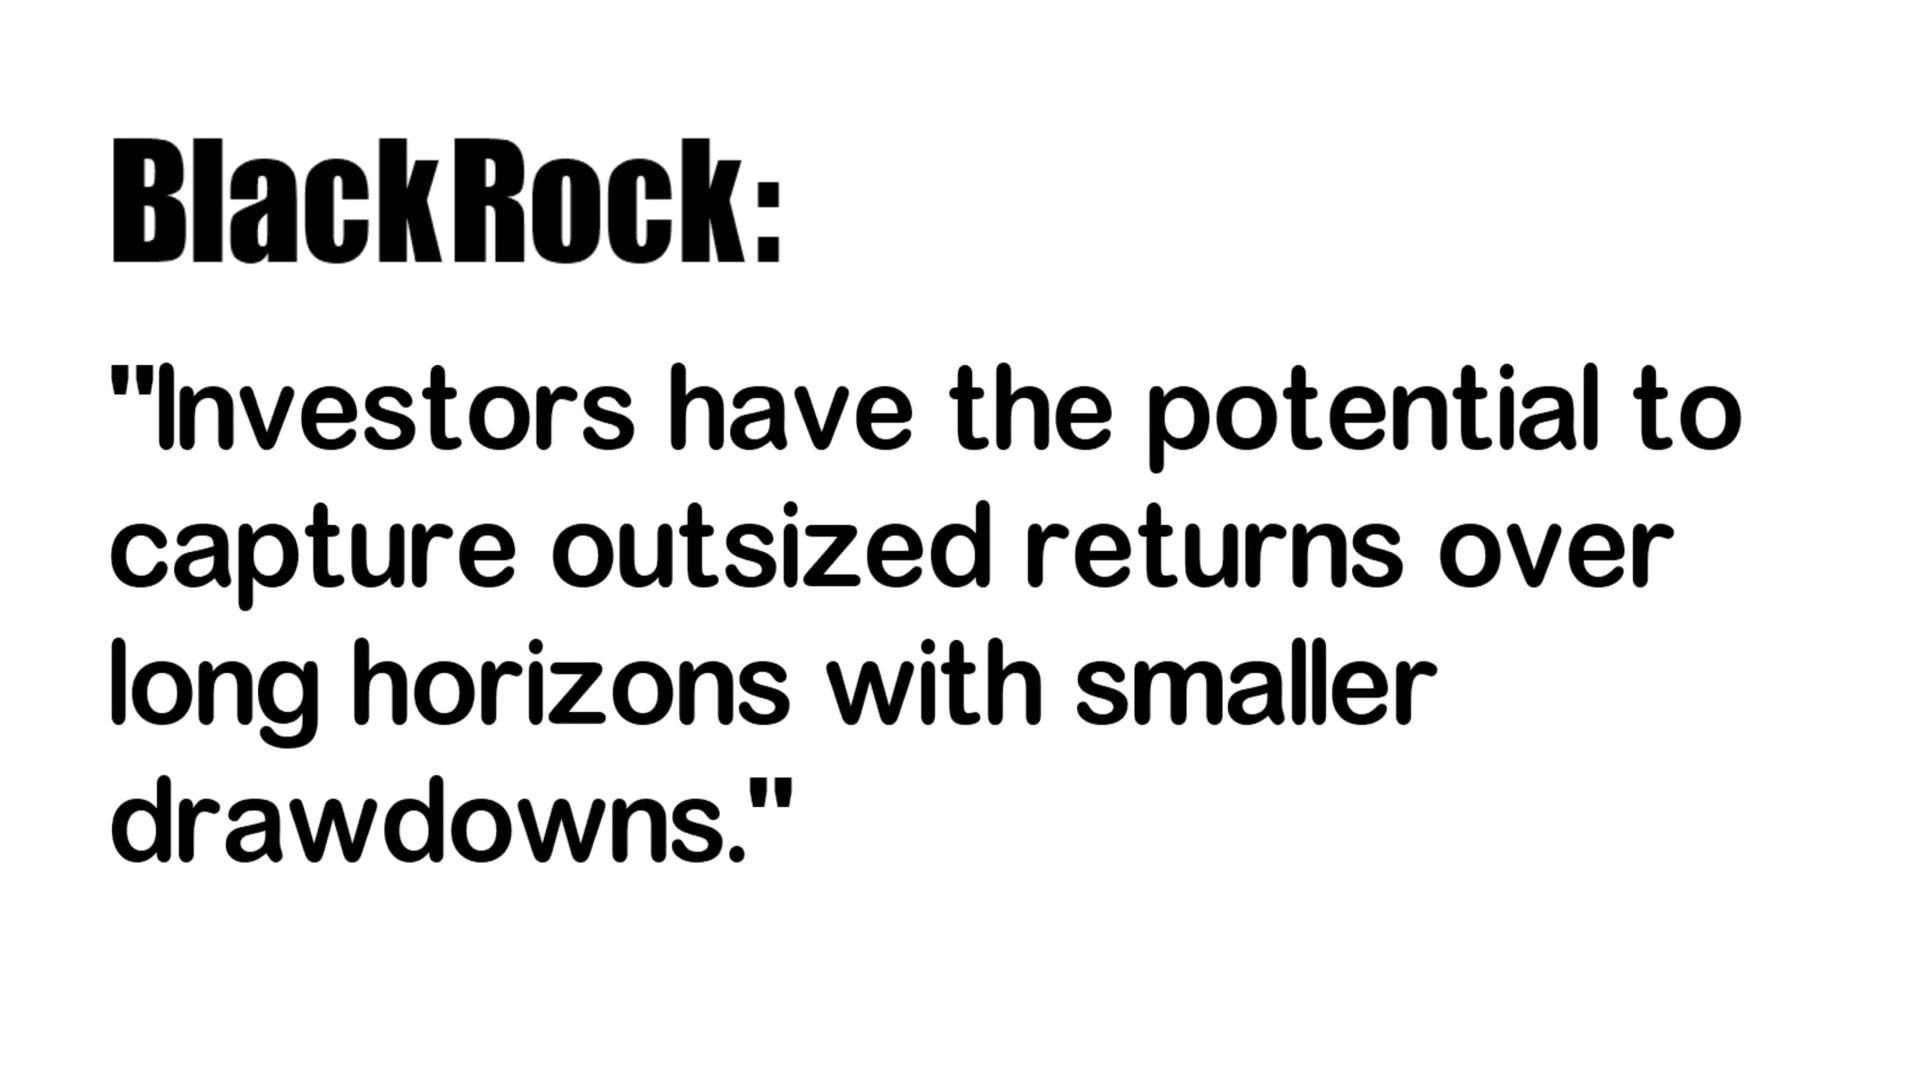 BlackRock:
"Investors have the potential to
capture outsized returns over
long horizons with smaller
drawdowns."